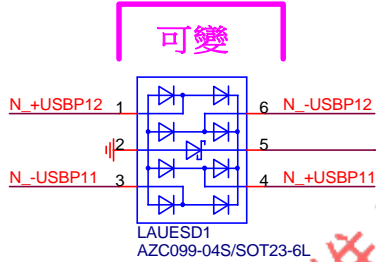 可變
N_+USBP12 1 6 N_-USBP12
2 5
N_-USBP11 3 4 N_+USBP11
LAUESD1
AZC099-04S/SOT23-6L